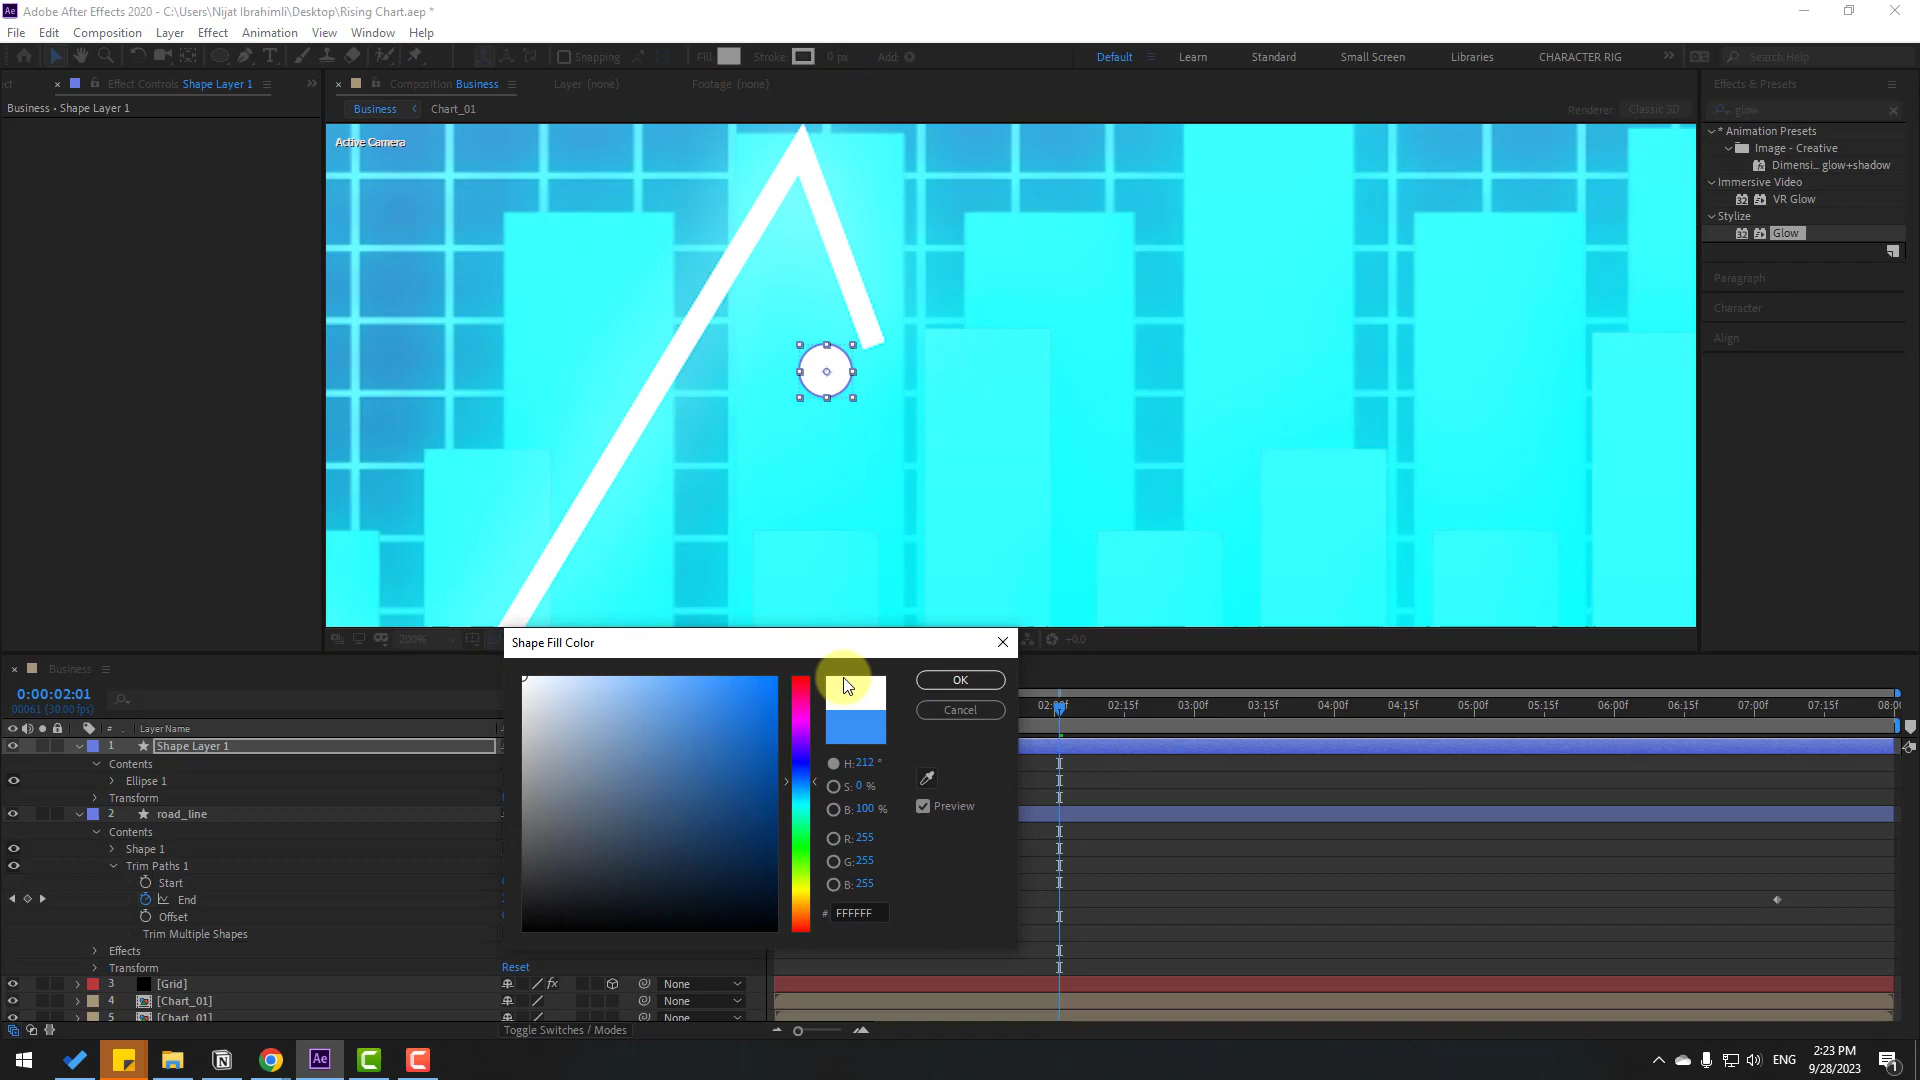 Adobe After Effects 2020 - C:\Users\Nijat Ibrahimli\Desktop\Rising Chart.aep *
File Edit Composition Layer Effect Animation View Window Help
Snapping Fill: Stroke: 0 px Add: Default Learn Standard Small Screen Libraries CHARACTER RIG Search Help
Effect Controls Shape Layer 1 Composition Business Layer (none) Footage (none) Effects & Presets
Business • Shape Layer 1 Business Chart_01 Renderer: Classic 3D glow
Active Camera
* Animation Presets
Image - Creative
Dimensi... glow+shadow
Immersive Video
VR Glow
Stylize
Glow
Paragraph
Character
Align
200% +0.0
Shape Fill Color
OK
Cancel
H: 212 °
S: 0 %
B: 100 %
Preview
R: 255
G: 255
B: 255
# FFFFFF
Business
0:00:02:01
00061 (30.00 fps)
02:15f 03:00f 03:15f 04:00f 04:15f 05:00f 05:15f 06:00f 06:15f 07:00f 07:15f
# Layer Name
1 Shape Layer 1
Contents
Ellipse 1
Transform
2 road_line
Contents
Shape 1
Trim Paths 1
Start
End
Offset
Trim Multiple Shapes
Effects
Transform Reset
3 [Grid] None
4 [Chart_01] None
5 [Chart_01] None
Toggle Switches / Modes
ENG 2:23 PM
9/28/2023